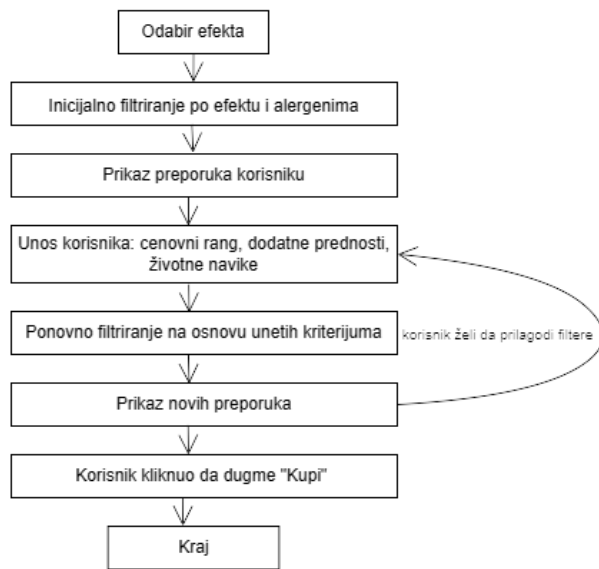 Odabir efekta
Inicijalno filtriranje po efektu i alergenima
Prikaz preporuka korisniku
Unos korisnika: cenovni rang, dodatne prednosti,
životne navike
Ponovno filtriranje na osnovu unetih kriterijuma
korisnik želi da prilagodi filtere
Prikaz novih preporuka
Korisnik kliknuo da dugme "Kupi"
Kraj